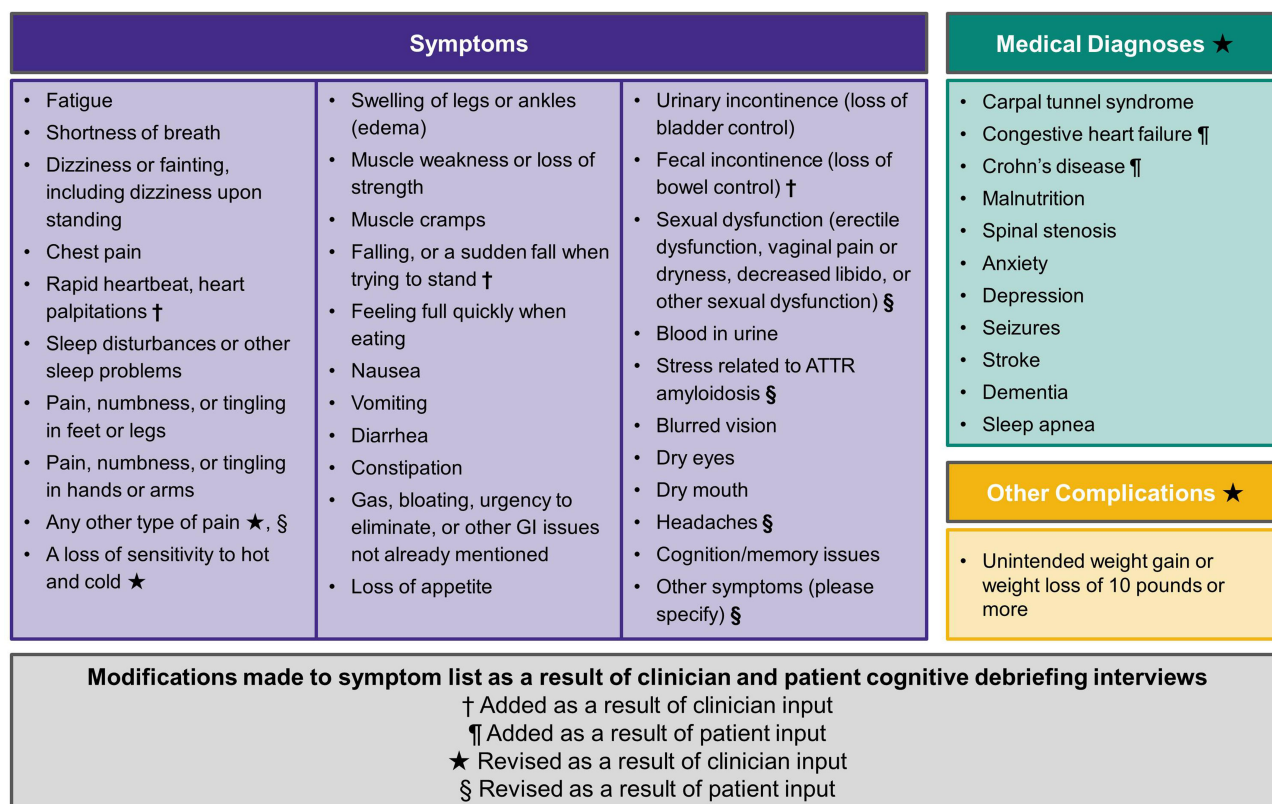 Symptoms
• Fatigue
• Shortness of breath
• Dizziness or fainting,
including dizziness upon
standing
• Chest pain
• Rapid heartbeat, heart
palpitations †
• Sleep disturbances or other
sleep problems
• Pain, numbness, or tingling
in feet or legs
• Pain, numbness, or tingling
in hands or arms
• Any other type of pain ★, §
• A loss of sensitivity to hot
and cold ★
• Swelling of legs or ankles
(edema)
• Muscle weakness or loss of
strength
• Muscle cramps
• Falling, or a sudden fall when
trying to stand †
• Feeling full quickly when
eating
• Nausea
• Vomiting
• Diarrhea
• Constipation
• Gas, bloating, urgency to
eliminate, or other GI issues
not already mentioned
• Loss of appetite
• Urinary incontinence (loss of
bladder control)
• Fecal incontinence (loss of
bowel control) †
• Sexual dysfunction (erectile
dysfunction, vaginal pain or
dryness, decreased libido, or
other sexual dysfunction) §
• Blood in urine
• Stress related to ATTR
amyloidosis §
• Blurred vision
• Dry eyes
• Dry mouth
• Headaches §
• Cognition/memory issues
• Other symptoms (please
specify) §
Medical Diagnoses ★
• Carpal tunnel syndrome
• Congestive heart failure ¶
• Crohn's disease ¶
• Malnutrition
• Spinal stenosis
• Anxiety
• Depression
• Seizures
• Stroke
• Dementia
• Sleep apnea
Other Complications ★
• Unintended weight gain or
weight loss of 10 pounds or
more
Modifications made to symptom list as a result of clinician and patient cognitive debriefing interviews
† Added as a result of clinician input
¶ Added as a result of patient input
★ Revised as a result of clinician input
§ Revised as a result of patient input